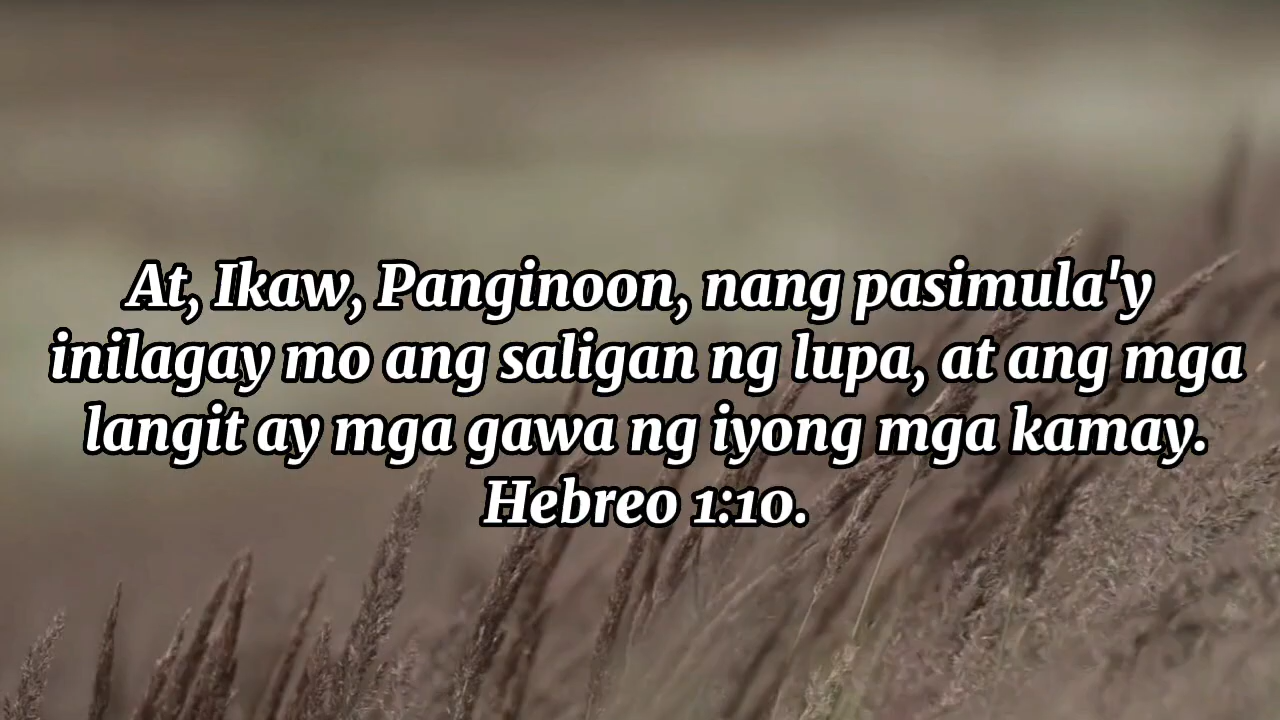 At, Ikaw, Panginoon, nang pasimula'y
inilagay mo ang saligan ng lupa, at ang mga
langit ay mga gawa ng iyong mga kamay.
Hebreo 1:10.